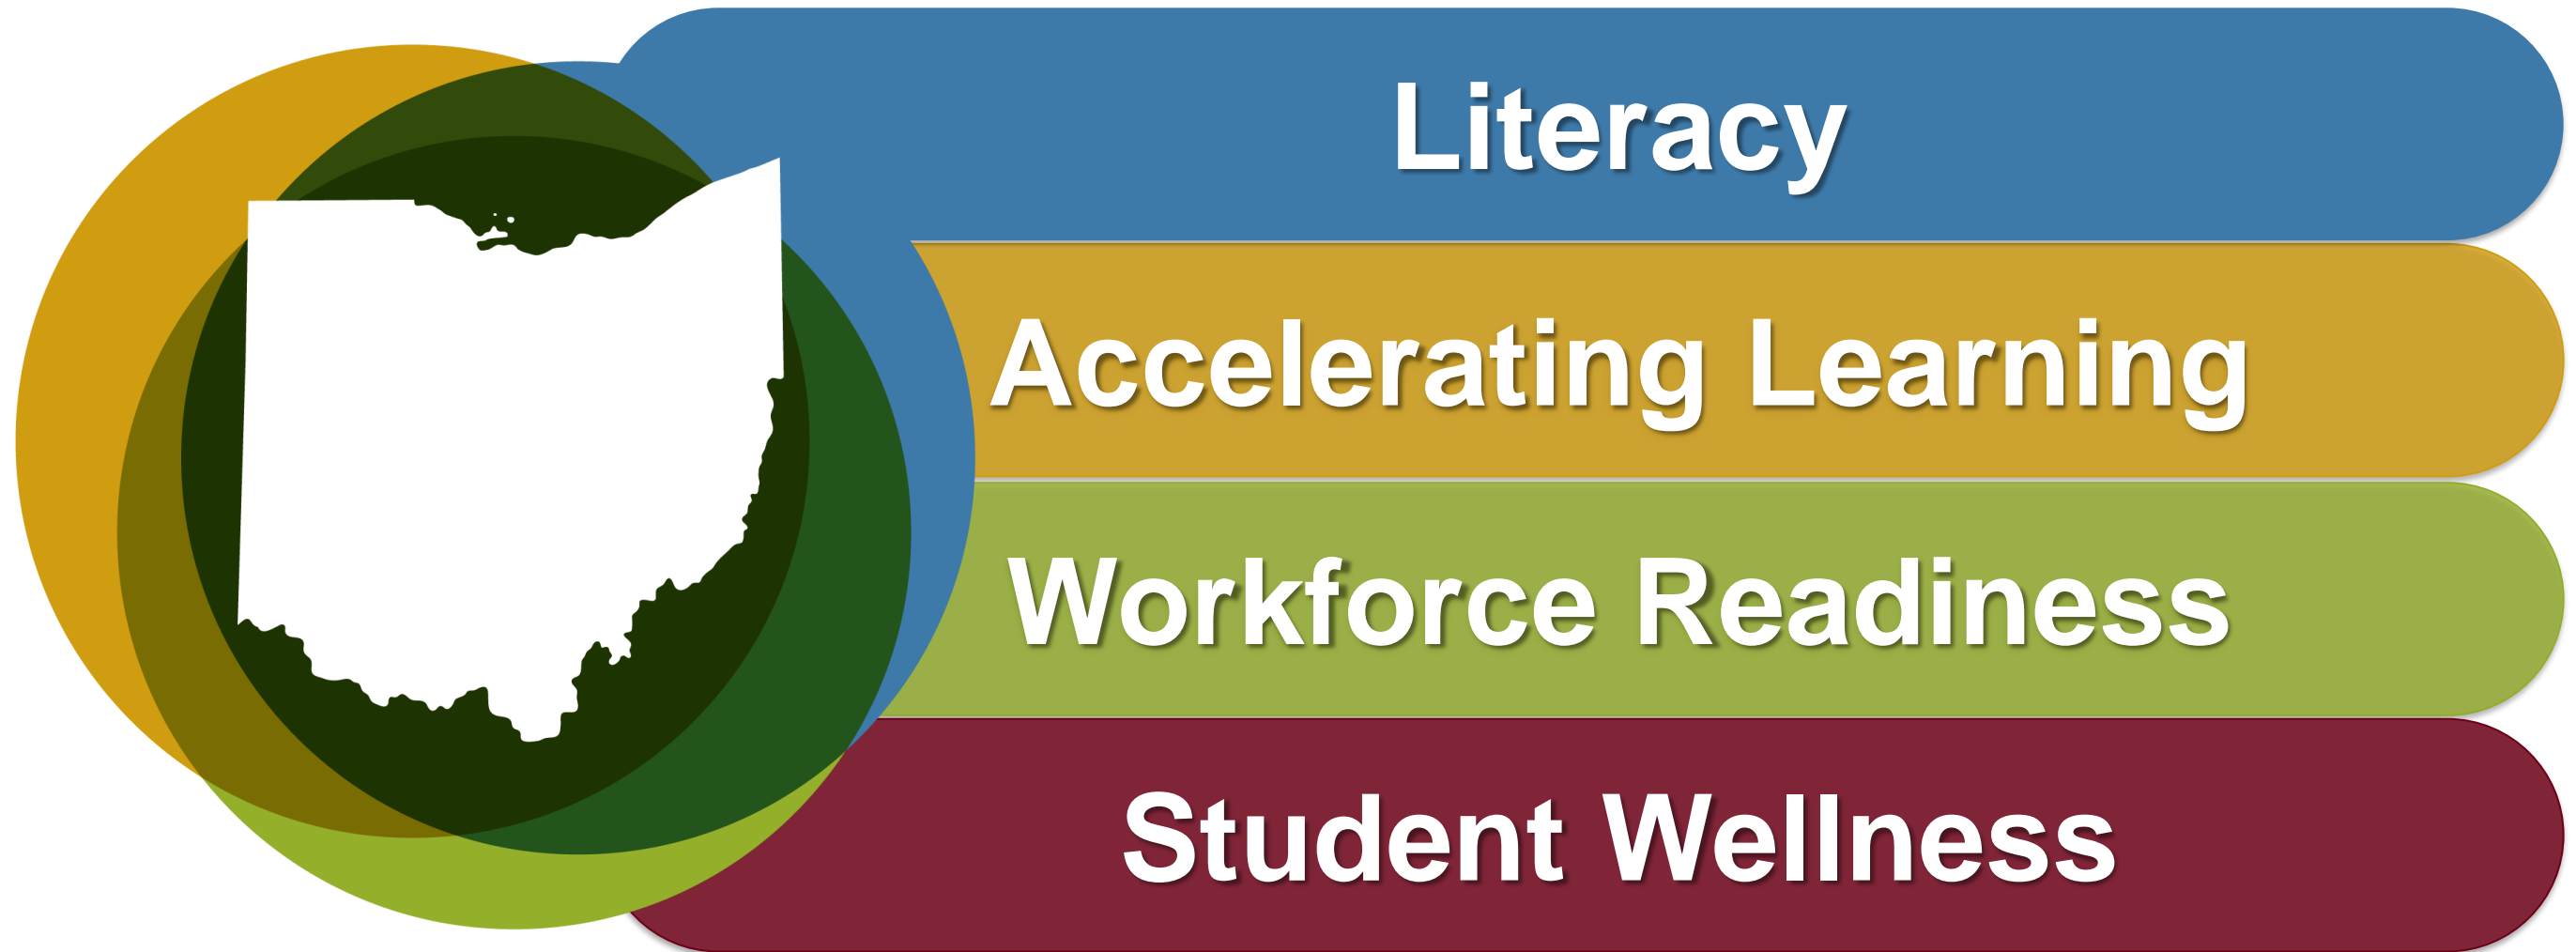 Literacy
Accelerating Learning
Workforce Readiness
Student Wellness